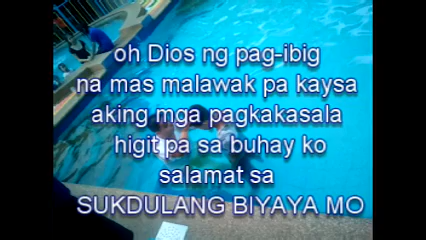 oh Dios ng pag-ibig
na mas malawak pa kaysa
aking mga pagkakasala
higit pa sa buhay ko
salamat sa
SUKDULANG BIYAYA MO